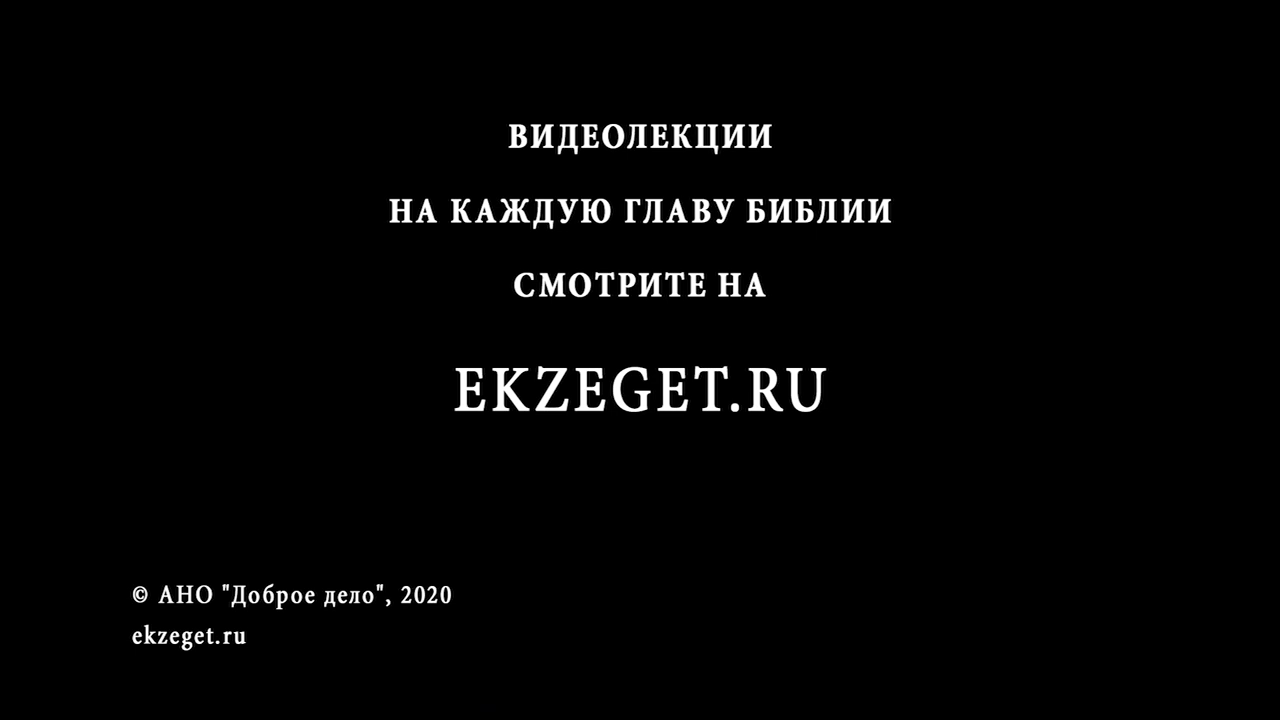 ВИДЕОЛЕКЦИИ
НА КАЖДУЮ ГЛАВУ БИБЛИИ
СМОТРИТЕ НА
EKZEGET.RU
© АНО "Доброе дело", 2020
ekzeget.ru